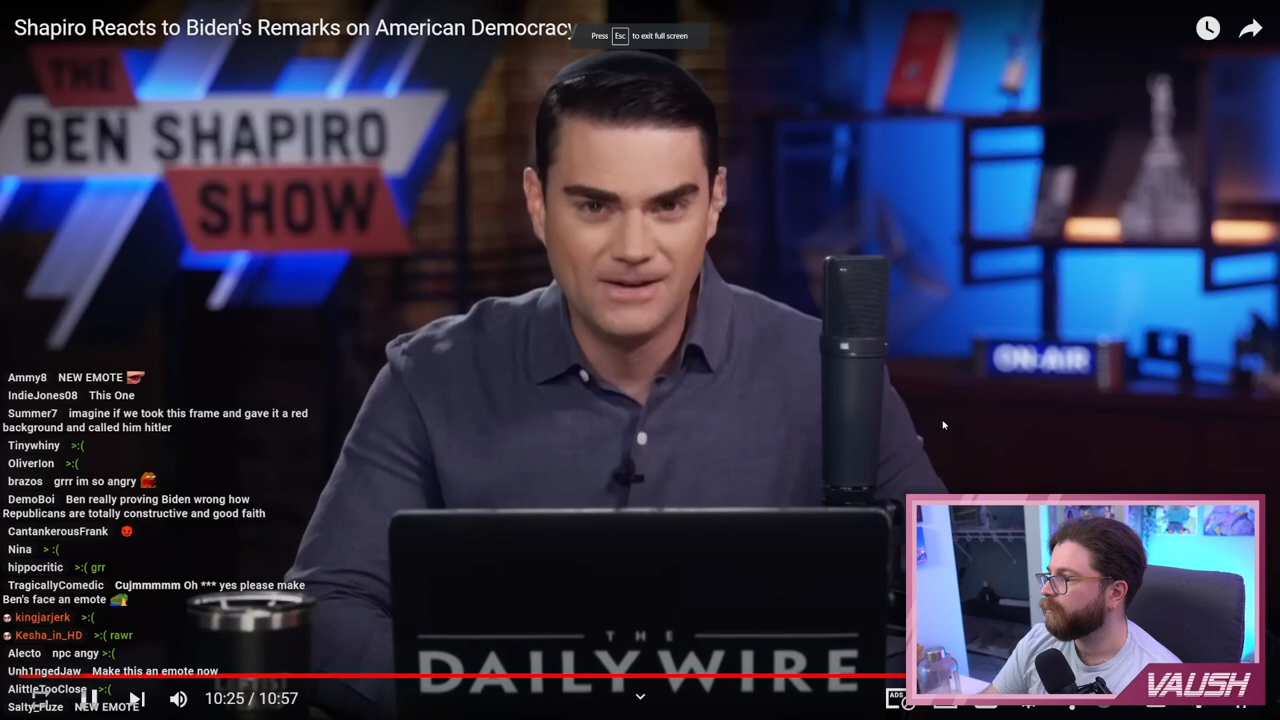 Shapiro Reacts to Biden's Remarks on American Democracy
Press Esc to exit full screen
THE
BEN SHAPIRO
SHOW
ON-AIR
Ammy8 NEW EMOTE
IndieJones08 This One
Summer7 imagine if we took this frame and gave it a red
background and called him hitler
Tinywhiny >:(
OliverIon >:(
brazos grrr im so angry
DemoBoi Ben really proving Biden wrong how
Republicans are totally constructive and good faith
CantankerousFrank
Nina > :(
hippocritic >:( grr
TragicallyComedic Cujmmmmm Oh *** yes please make
Ben's face an emote
kingjarjerk >:(
Kesha_in_HD >:( rawr
Alecto npc angy >:(
Unh1ngedJaw Make this an emote now
AlittleTooClose >:(
Salty_Fuze NEW EMOTE
THE
DAILY WIRE
10:25 / 10:57
ADS
VAUSH